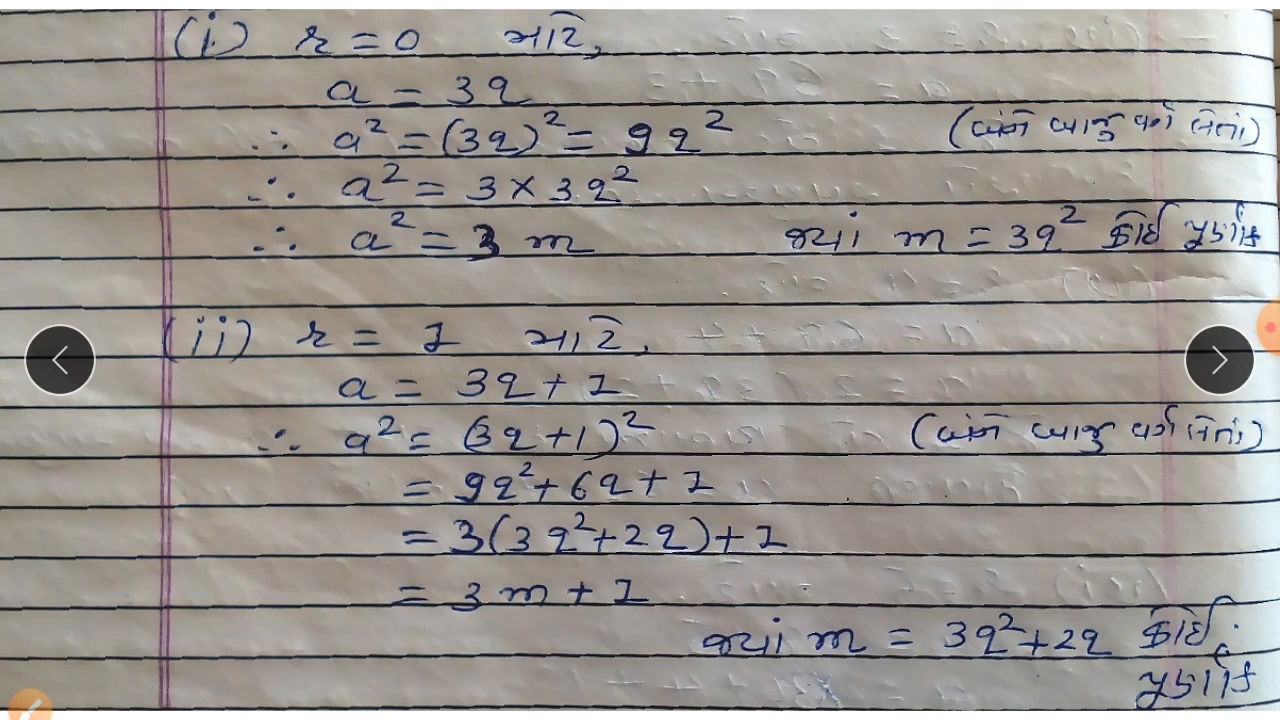 (i) r = 0 માટે,
a = 3q
∴ a² = (3q)² = 9q² (બંને બાજુ વર્ગ લેતાં)
∴ a² = 3 × 3q²
∴ a² = 3 m જ્યાં m = 3q² કોઈ પૂર્ણાંક
(ii) r = 1 માટે,
a = 3q + 1
∴ a² = (3q + 1)² (બંને બાજુ વર્ગ લેતાં)
= 9q² + 6q + 1
= 3(3q² + 2q) + 1
= 3m + 1
જ્યાં m = 3q² + 2q કોઈ
પૂર્ણાંક